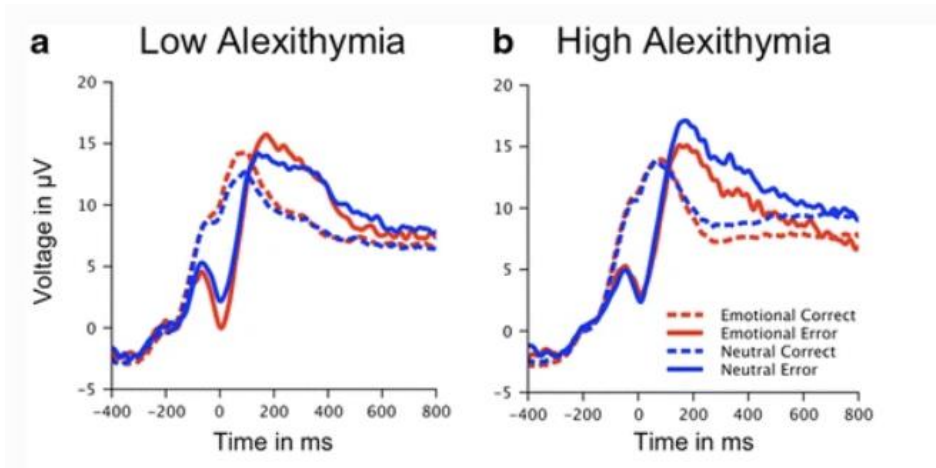 a Low Alexithymia
20
15
10
5
0
−5
Voltage in µV
−400 −200 0 200 400 600 800
Time in ms
b High Alexithymia
20
15
10
5
0
−5
Emotional Correct
Emotional Error
Neutral Correct
Neutral Error
−400 −200 0 200 400 600 800
Time in ms